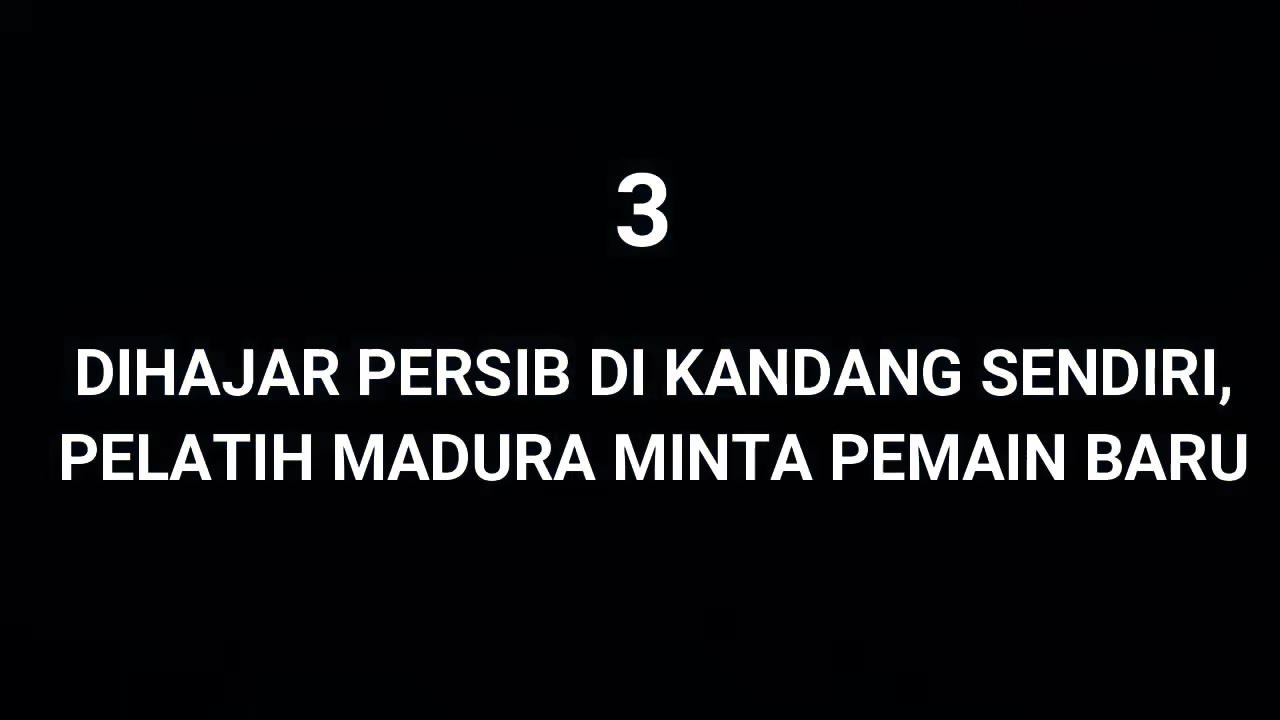 3
DIHAJAR PERSIB DI KANDANG SENDIRI,
PELATIH MADURA MINTA PEMAIN BARU